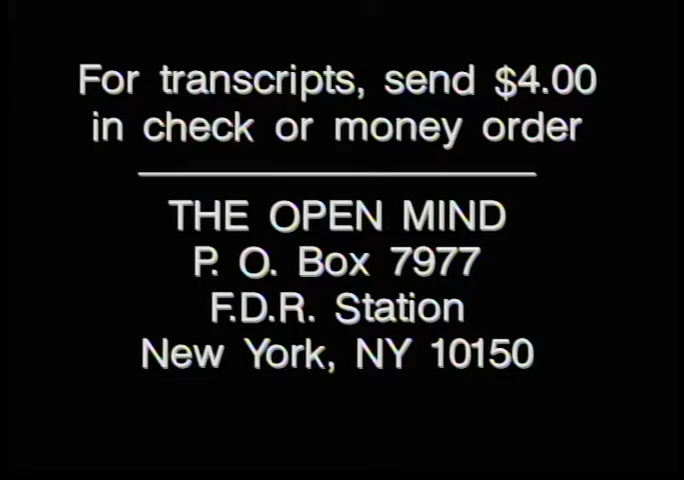 For transcripts, send $4.00
in check or money order
THE OPEN MIND
P. O. Box 7977
F.D.R. Station
New York, NY 10150